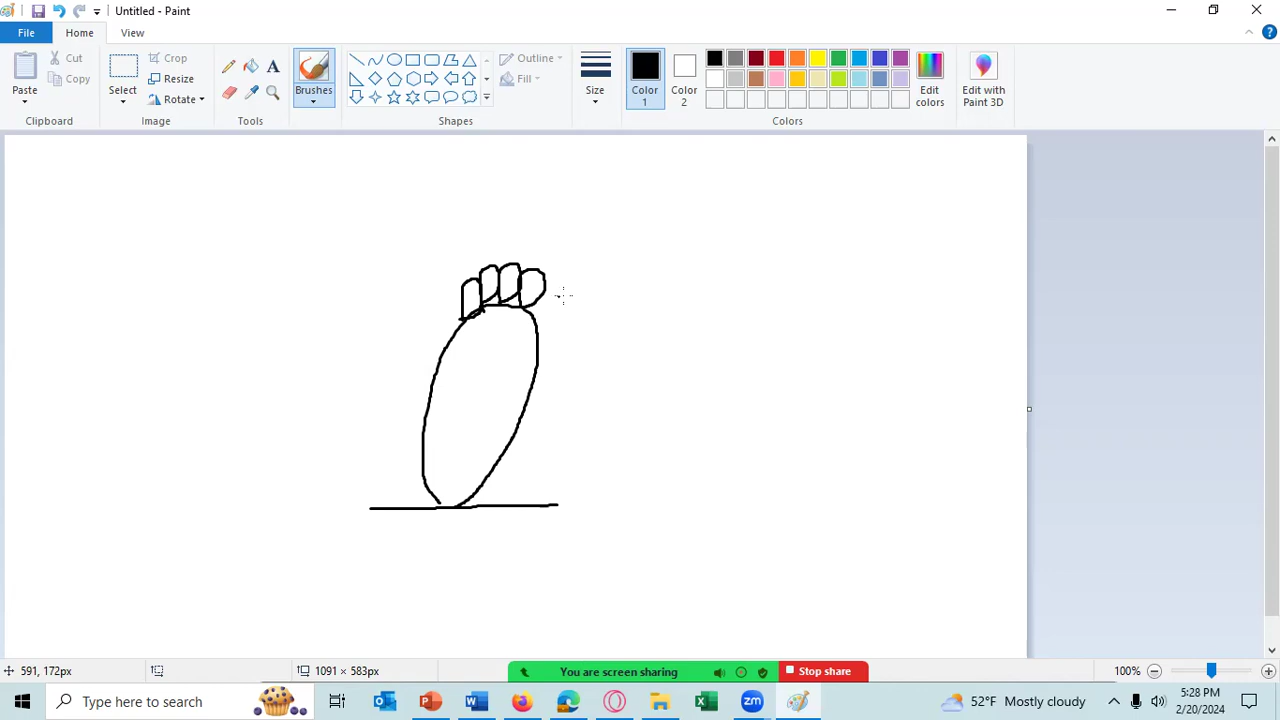 Untitled - Paint
File Home View
Paste
Cut
Copy
Clipboard
Select
Crop
Resize
Rotate
Image
Tools
Brushes
Shapes
Outline
Fill
Size
Color 1
Color 2
Colors
Edit colors
Edit with Paint 3D
591, 172px
1091 × 583px
You are screen sharing
Stop share
100%
Type here to search
52°F Mostly cloudy
5:28 PM
2/20/2024